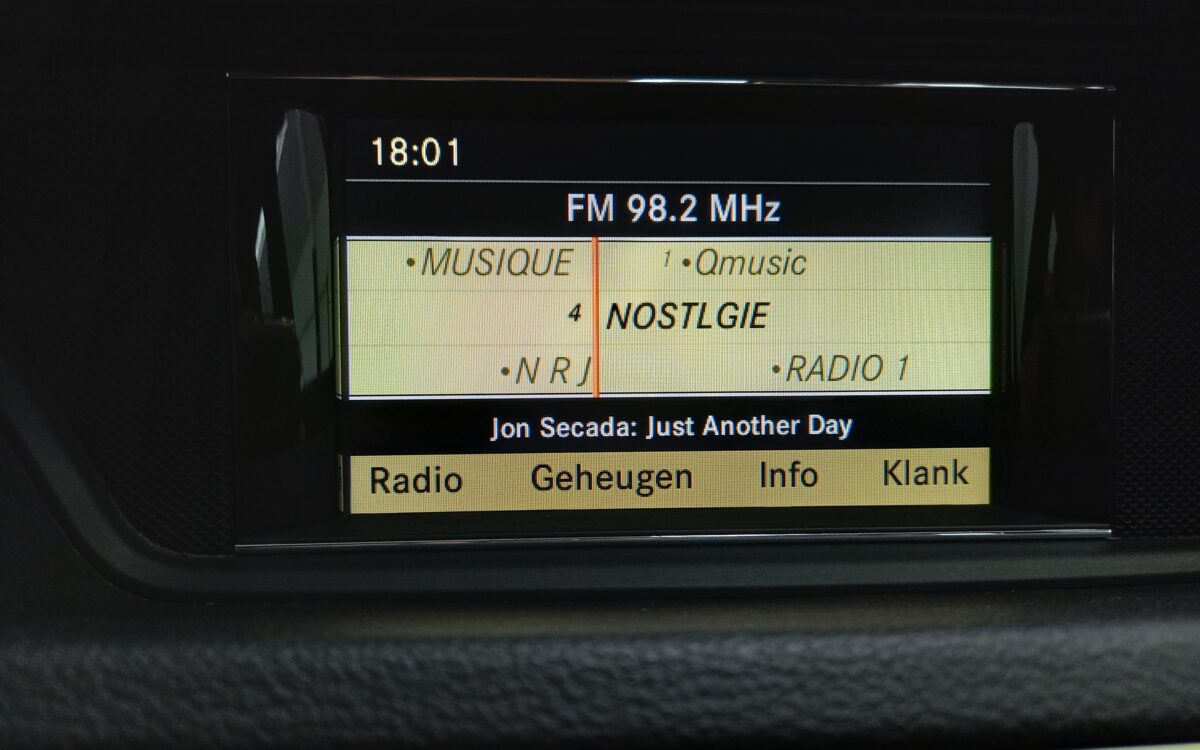 18:01
FM 98.2 MHz
•MUSIQUE 1 •Qmusic
4 NOSTLGIE
•N R J •RADIO 1
Jon Secada: Just Another Day
Radio Geheugen Info Klank